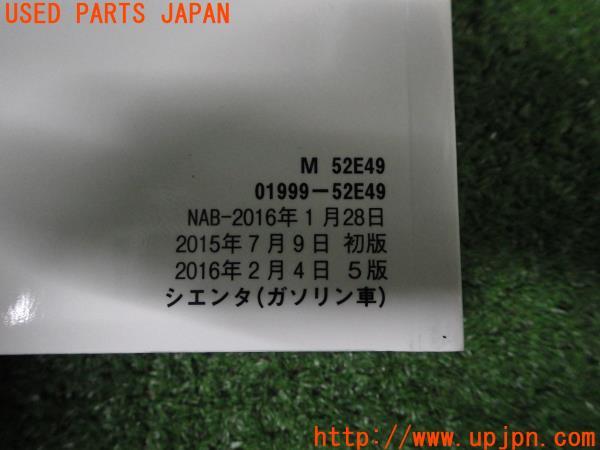 USED PARTS JAPAN
M 52E49
01999-52E49
NAB-2016年1月28日
2015年7月9日 初版
2016年2月4日 5版
シエンタ(ガソリン車)
http://www.upjpn.com